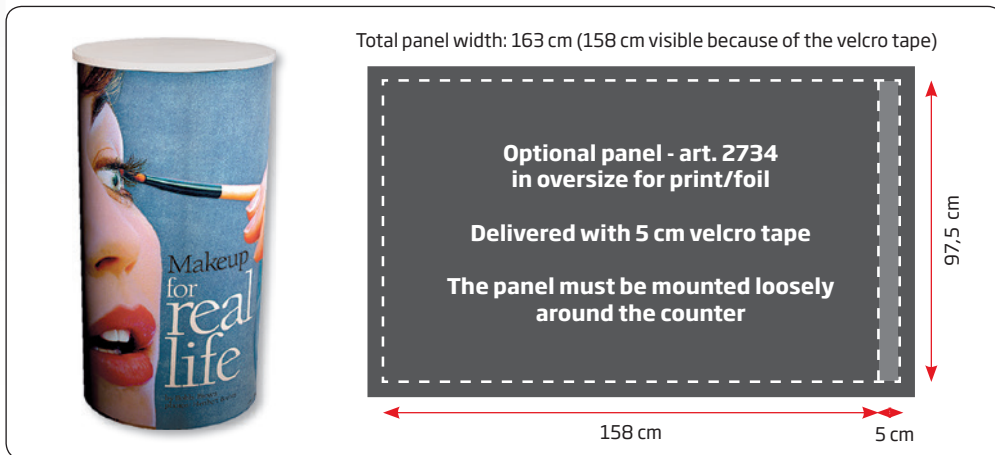 Total panel width: 163 cm (158 cm visible because of the velcro tape)
Makeup
for
real
life
Optional panel - art. 2734
in oversize for print/foil
Delivered with 5 cm velcro tape
The panel must be mounted loosely
around the counter
97,5 cm
158 cm
5 cm